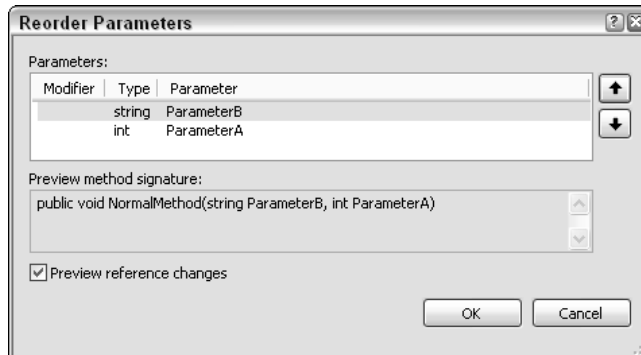 Reorder Parameters
Parameters:
Modifier Type Parameter
string ParameterB
int ParameterA
Preview method signature:
public void NormalMethod(string ParameterB, int ParameterA)
Preview reference changes
OK Cancel